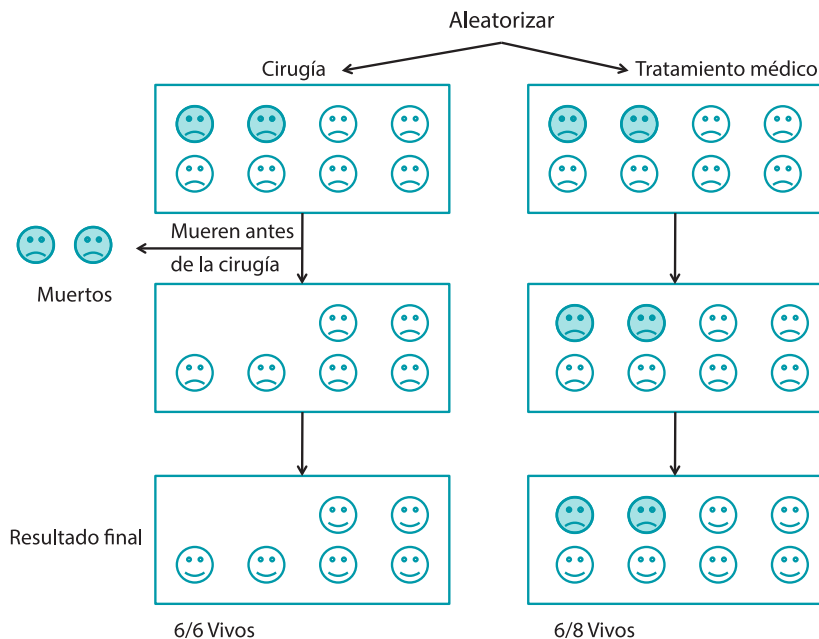 Aleatorizar
Cirugía
Tratamiento médico
Mueren antes
de la cirugía
Muertos
Resultado final
6/6 Vivos
6/8 Vivos